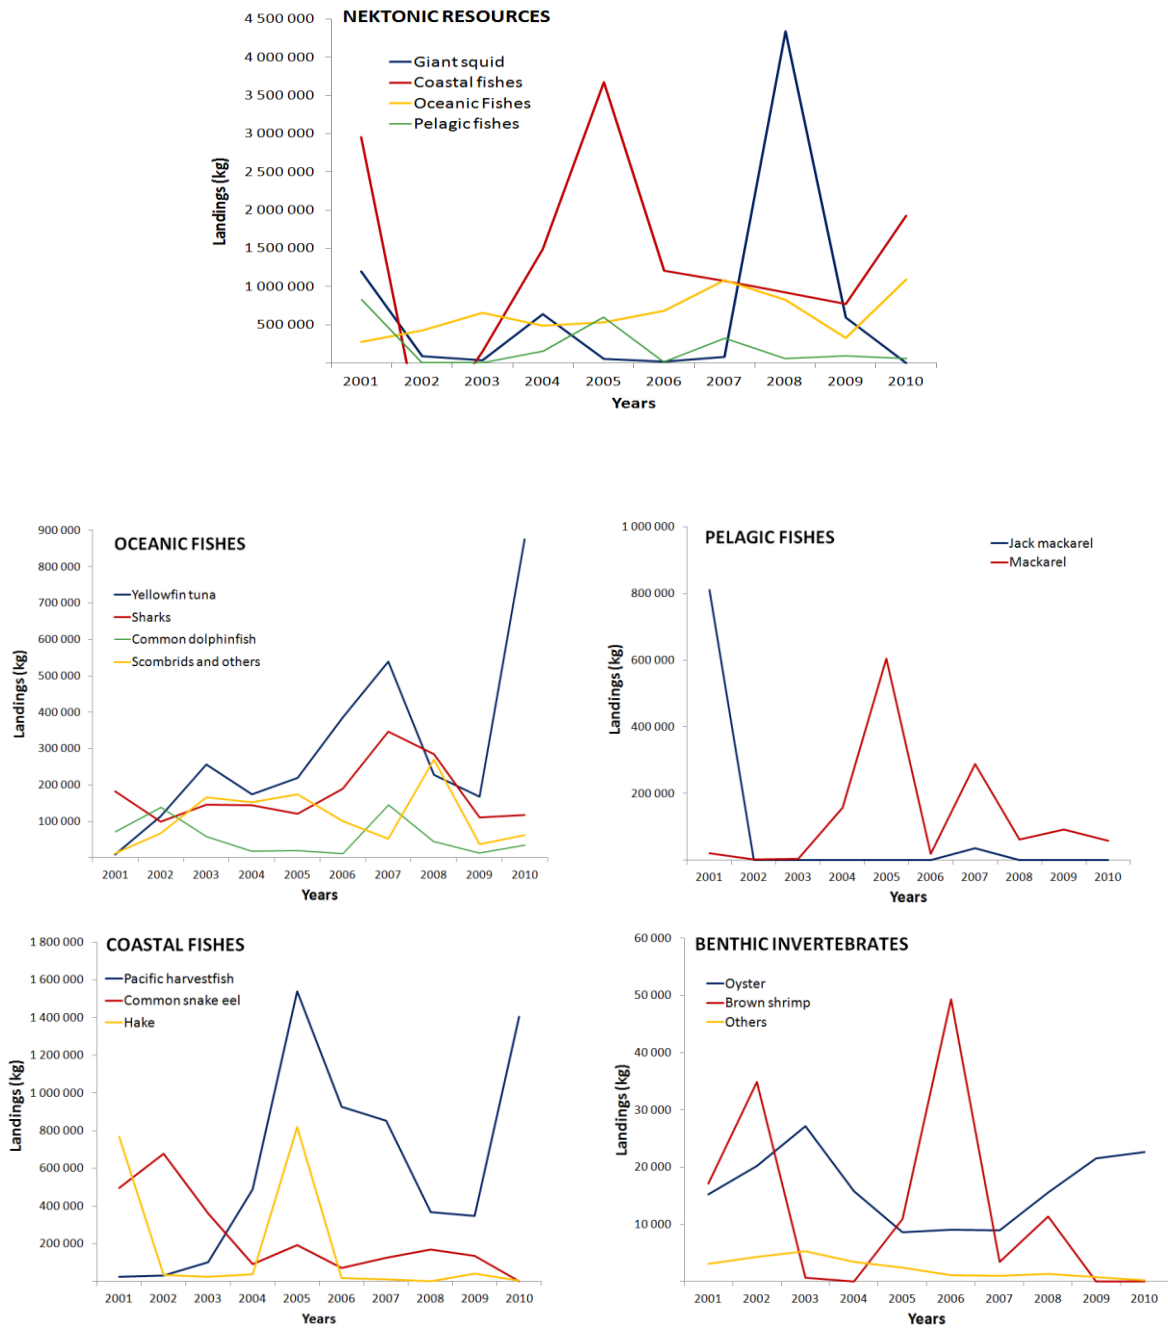 NEKTONIC RESOURCES
4 500 000
4 000 000
3 500 000
3 000 000
2 500 000
2 000 000
1 500 000
1 000 000
500 000
Landings (kg)
Giant squid
Coastal fishes
Oceanic Fishes
Pelagic fishes
2001 2002 2003 2004 2005 2006 2007 2008 2009 2010
Years
OCEANIC FISHES
900 000
800 000
700 000
600 000
500 000
400 000
300 000
200 000
100 000
Landings (kg)
Yellowfin tuna
Sharks
Common dolphinfish
Scombrids and others
2001 2002 2003 2004 2005 2006 2007 2008 2009 2010
Years
PELAGIC FISHES
1 000 000
800 000
600 000
400 000
200 000
Landings (kg)
Jack mackarel
Mackarel
2001 2002 2003 2004 2005 2006 2007 2008 2009 2010
Years
COASTAL FISHES
1 800 000
1 600 000
1 400 000
1 200 000
1 000 000
800 000
600 000
400 000
200 000
Landings (kg)
Pacific harvestfish
Common snake eel
Hake
2001 2002 2003 2004 2005 2006 2007 2008 2009 2010
Years
BENTHIC INVERTEBRATES
60 000
50 000
40 000
30 000
20 000
10 000
Landings (kg)
Oyster
Brown shrimp
Others
2001 2002 2003 2004 2005 2006 2007 2008 2009 2010
Years